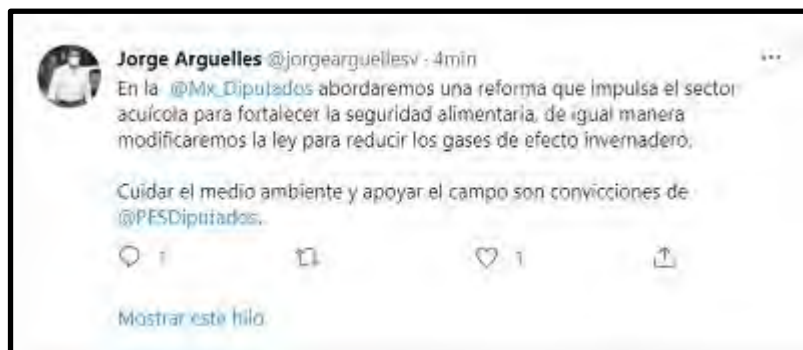 Jorge Arguelles @jorgearguellesv · 4min
En la @Mx_Diputados abordaremos una reforma que impulsa el sector
acuícola para fortalecer la seguridad alimentaria, de igual manera
modificaremos la ley para reducir los gases de efecto invernadero.
Cuidar el medio ambiente y apoyar el campo son convicciones de
@PESDiputados.
1 1
Mostrar este hilo